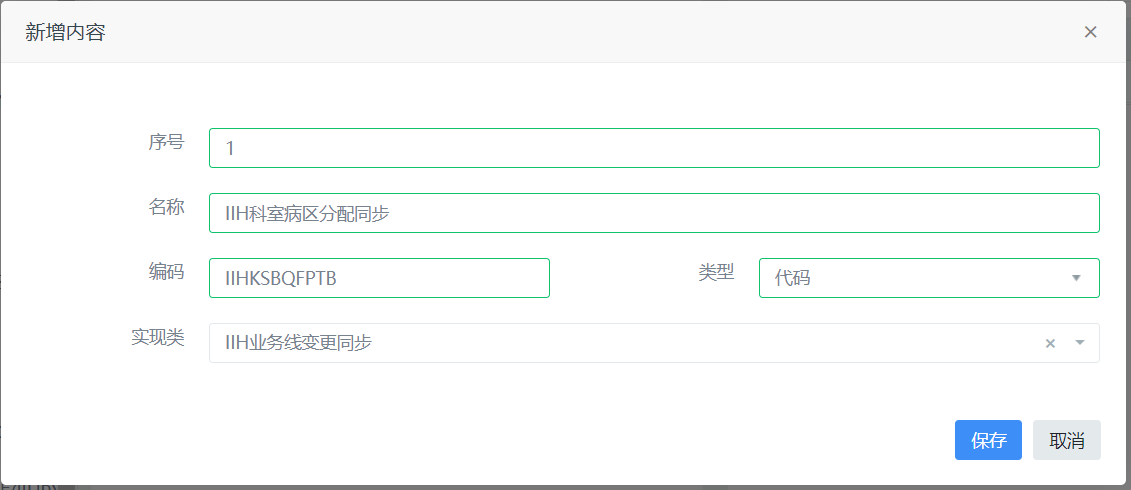 新增内容 ×
序号 1
名称 IIH科室病区分配同步
编码 IIHKSBQFPTB 类型 代码
实现类 IIH业务线变更同步 ×
保存 取消